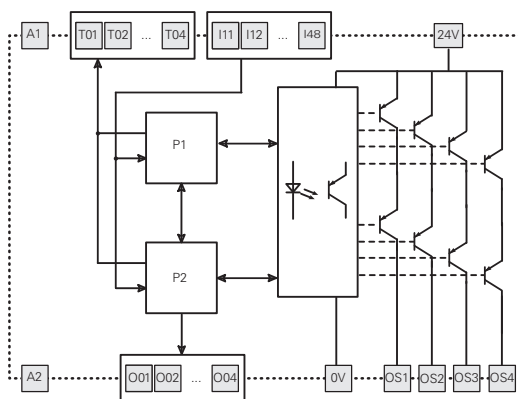 A1 T01 T02 ... T04 I11 I12 ... I48 24V
P1
P2
A2 O01 O02 ... O04 0V OS1 OS2 OS3 OS4